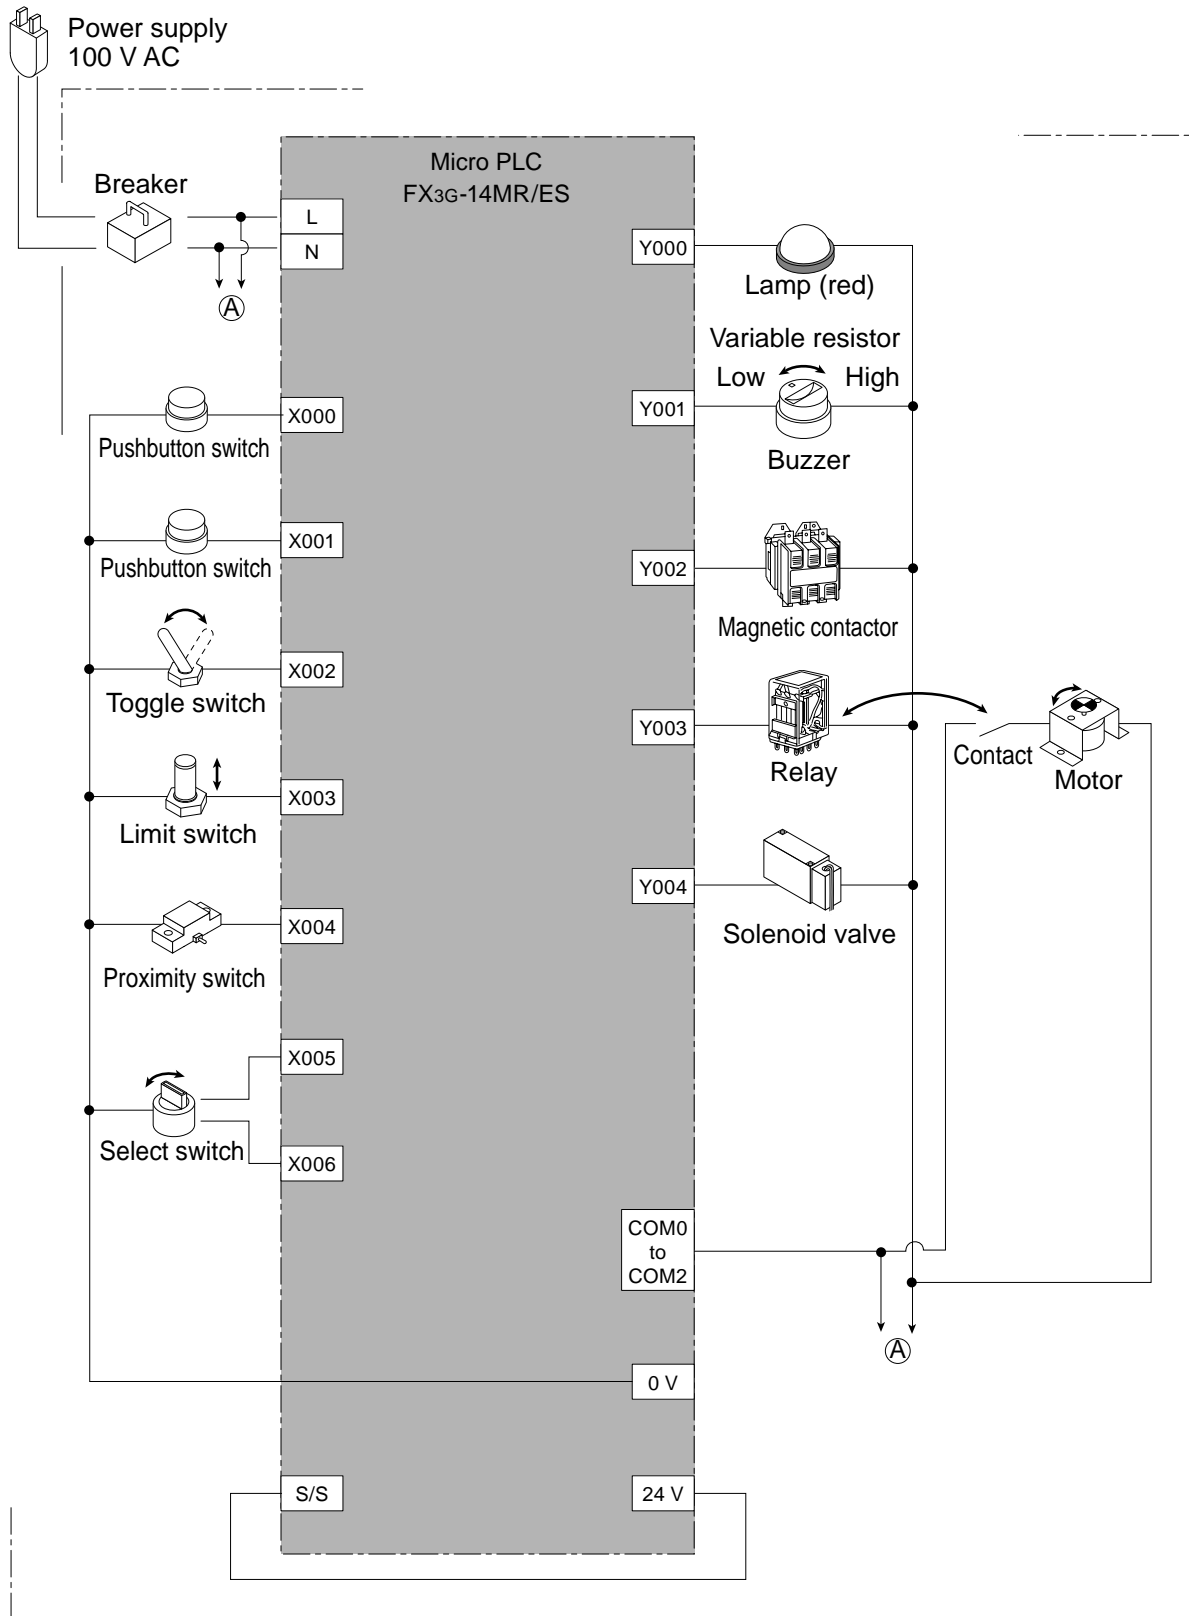 Power supply
100 V AC
Micro PLC
FX3G-14MR/ES
Breaker
L
N
Y000
Lamp (red)
A
Variable resistor
Low High
X000
Y001
Pushbutton switch
Buzzer
X001
Pushbutton switch
Y002
Magnetic contactor
X002
Toggle switch
Y003
Relay
Contact
Motor
X003
Limit switch
Y004
Solenoid valve
X004
Proximity switch
X005
Select switch
X006
COM0
to
COM2
A
0 V
S/S
24 V